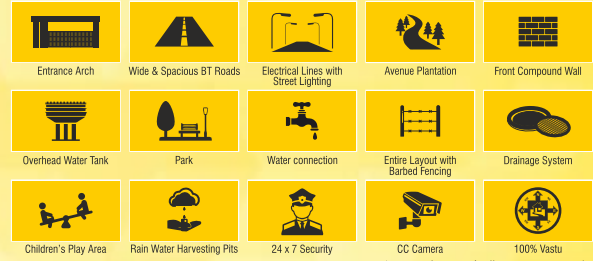 Entrance Arch
Wide & Spacious BT Roads
Electrical Lines with
Street Lighting
Avenue Plantation
Front Compound Wall
Overhead Water Tank
Park
Water connection
Entire Layout with
Barbed Fencing
Drainage System
Children's Play Area
Rain Water Harvesting Pits
24 x 7 Security
CC Camera
100% Vastu